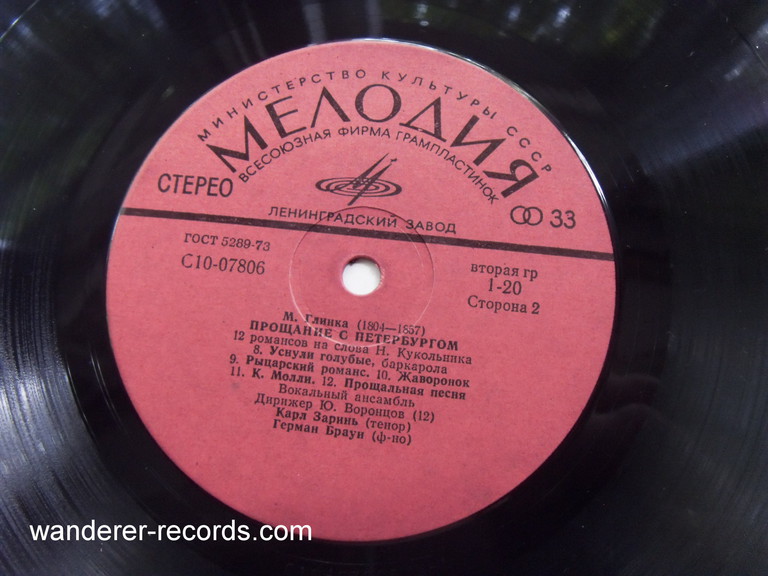 МИНИСТЕРСТВО КУЛЬТУРЫ СССР
МЕЛОДИЯ
ВСЕСОЮЗНАЯ ФИРМА ГРАМПЛАСТИНОК
СТЕРЕО
33
ЛЕНИНГРАДСКИЙ ЗАВОД
ГОСТ 5289-73
С10-07806
вторая гр
1-20
Сторона 2
М. Глинка (1804—1857)
ПРОЩАНИЕ С ПЕТЕРБУРГОМ
12 романсов на слова Н. Кукольника
8. Уснули голубые, баркарола
9. Рыцарский романс. 10. Жаворонок
11. К. Молли. 12. Прощальная песня
Вокальный ансамбль
Дирижер Ю. Воронцов (12)
Карл Заринь (тенор)
Герман Браун (ф-но)
wanderer-records.com